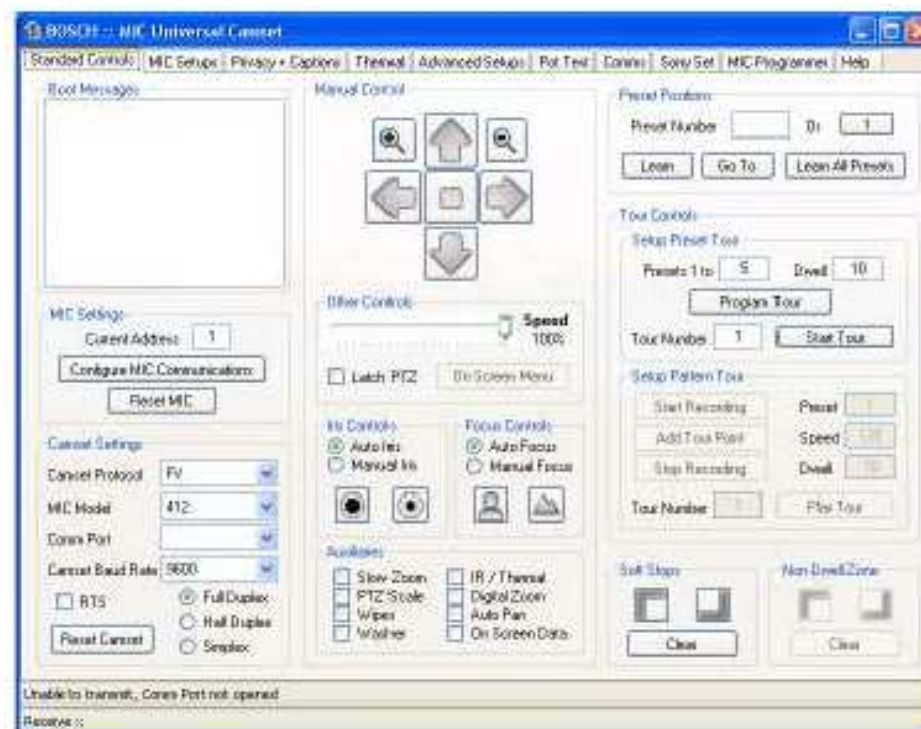 BOSCH :: MIC Universal Camset
Standard Controls MIC Setups Privacy + Captions Thermal Advanced Setups Pot Test Comms Sony Set MIC Programmer Help
Boot Messages
MIC Settings
Current Address 1
Configure MIC Communications
Reset MIC
Camset Settings
Camset Protocol FV
MIC Model 412
Comm Port
Camset Baud Rate 9600
RTS
Full Duplex
Half Duplex
Simplex
Reset Camset
Manual Control
Other Controls
Speed
100%
Latch PTZ On Screen Menu
Iris Controls
Auto Iris
Manual Iris
Focus Controls
Auto Focus
Manual Focus
Auxiliaries
Slow Zoom IR / Thermal
PTZ Scale Digital Zoom
Wiper Auto Pan
Washer On Screen Data
Preset Positions
Preset Number Or 1
Learn Go To Learn All Presets
Tour Controls
Setup Preset Tour
Presets 1 to 5 Dwell 10
Program Tour
Tour Number 1 Start Tour
Setup Pattern Tour
Start Recording Preset
Add Tour Point Speed
Stop Recording Dwell
Tour Number Play Tour
Soft Stops
Clear
Non-Dwell Zone
Clear
Unable to transmit, Comm Port not opened
Receive ::